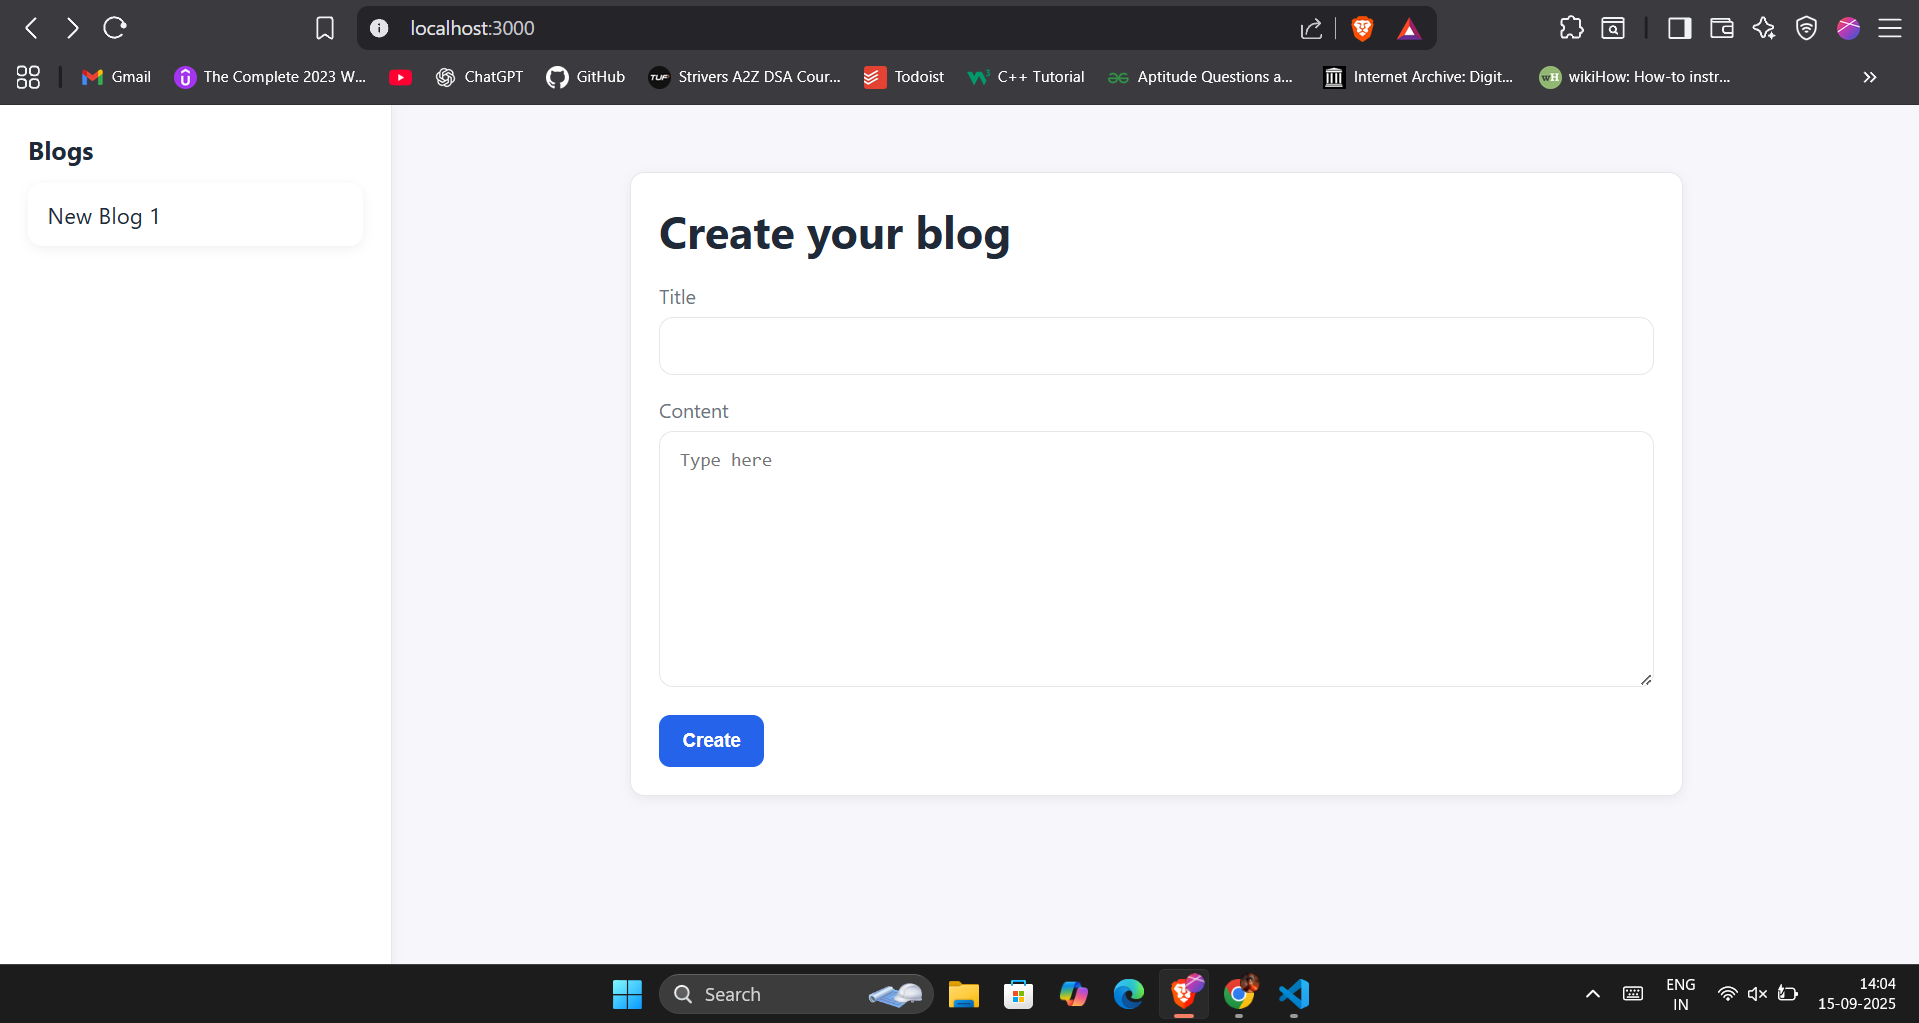 localhost:3000
Gmail
The Complete 2023 W...
ChatGPT
GitHub
TUF
Strivers A2Z DSA Cour...
Todoist
C++ Tutorial
Aptitude Questions a...
Internet Archive: Digit...
wH
wikiHow: How-to instr...
Blogs
New Blog 1
Create your blog
Title
Content
Type here
Create
Search
ENG
IN
14:04
15-09-2025